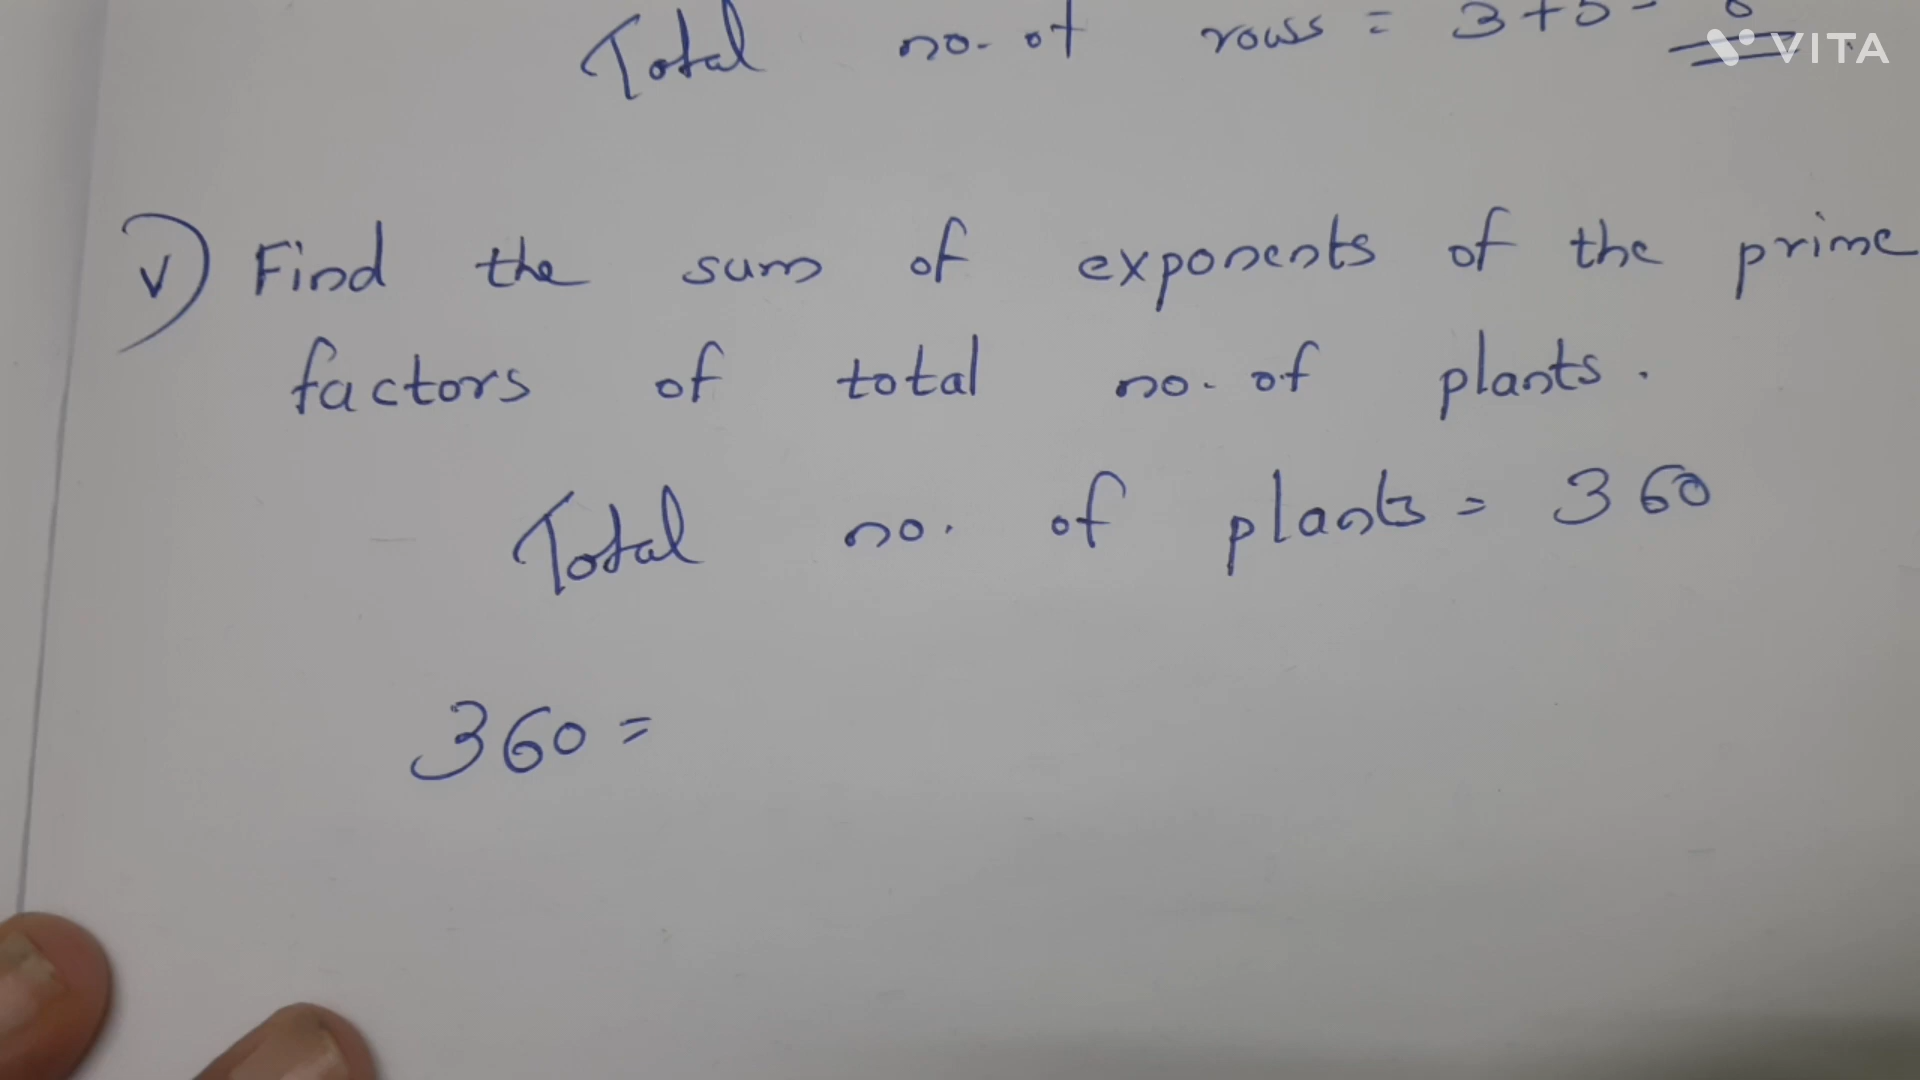 Total no. of rows = 3 + 5 = 8
VITA
v) Find the sum of exponents of the prime
factors of total no. of plants.
Total no. of plants = 360
360 =